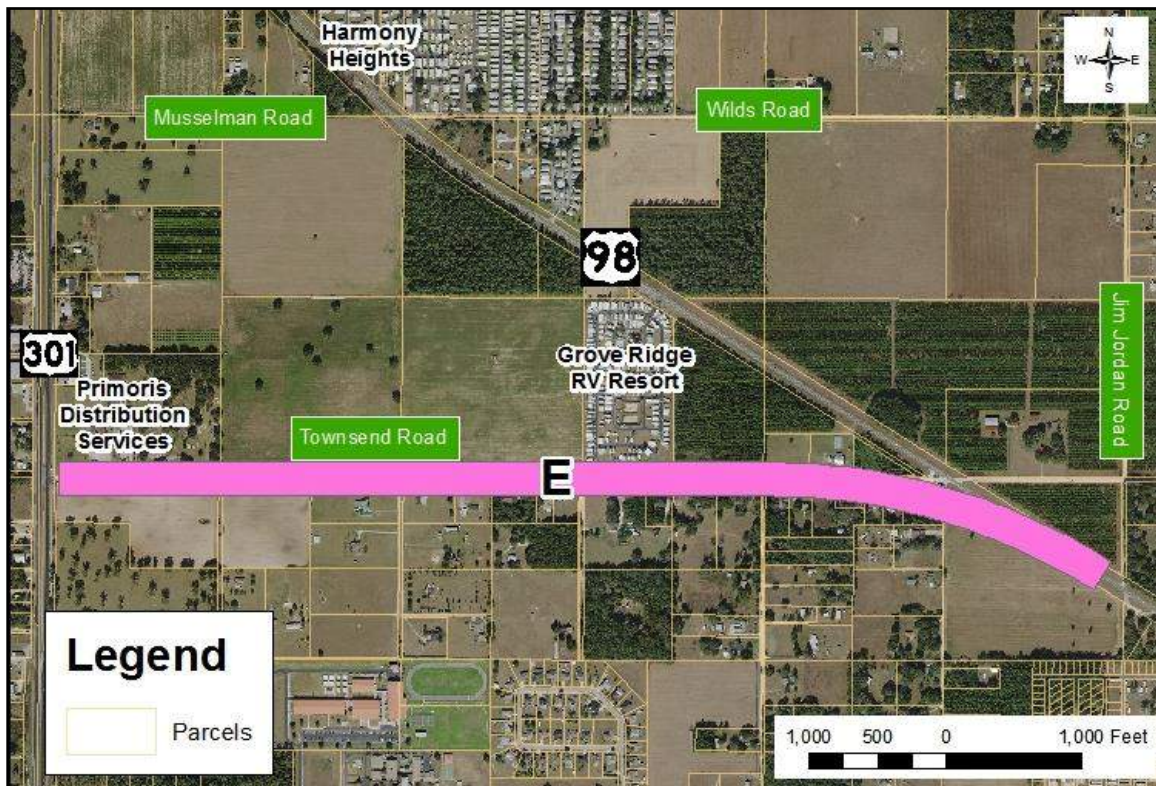 Harmony
Heights
N
W E
S
Musselman Road
Wilds Road
98
301
Jim Jordan Road
Grove Ridge
RV Resort
Primoris
Distribution
Services
Townsend Road
E
Legend
Parcels
1,000 500 0 1,000 Feet